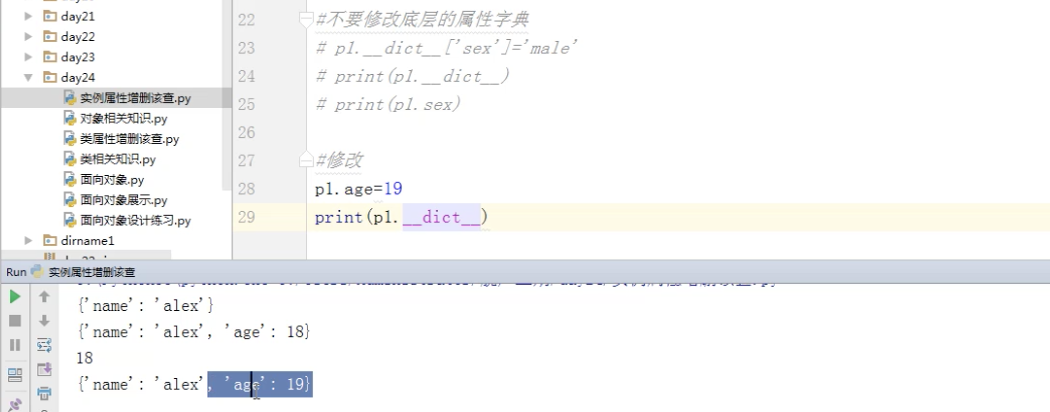 day21
day22
day23
day24
实例属性增删该查.py
对象相关知识.py
类属性增删该查.py
类相关知识.py
面向对象.py
面向对象展示.py
面向对象设计练习.py
dirname1
22 #不要修改底层的属性字典
23 # p1.__dict__['sex']='male'
24 # print(p1.__dict__)
25 # print(p1.sex)
26
27 #修改
28 p1.age=19
29 print(p1.__dict__)
Run 实例属性增删该查
{'name': 'alex'}
{'name': 'alex', 'age': 18}
18
{'name': 'alex', 'age': 19}